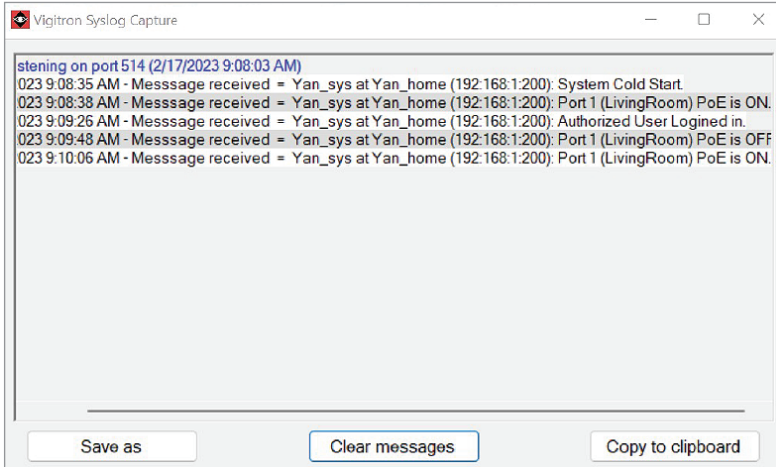 Vigitron Syslog Capture
stening on port 514 (2/17/2023 9:08:03 AM)
023 9:08:35 AM - Messsage received = Yan_sys at Yan_home (192:168:1:200): System Cold Start.
023 9:08:38 AM - Messsage received = Yan_sys at Yan_home (192:168:1:200): Port 1 (LivingRoom) PoE is ON.
023 9:09:26 AM - Messsage received = Yan_sys at Yan_home (192:168:1:200): Authorized User Logined in.
023 9:09:48 AM - Messsage received = Yan_sys at Yan_home (192:168:1:200): Port 1 (LivingRoom) PoE is OFF
023 9:10:06 AM - Messsage received = Yan_sys at Yan_home (192:168:1:200): Port 1 (LivingRoom) PoE is ON.
Save as
Clear messages
Copy to clipboard